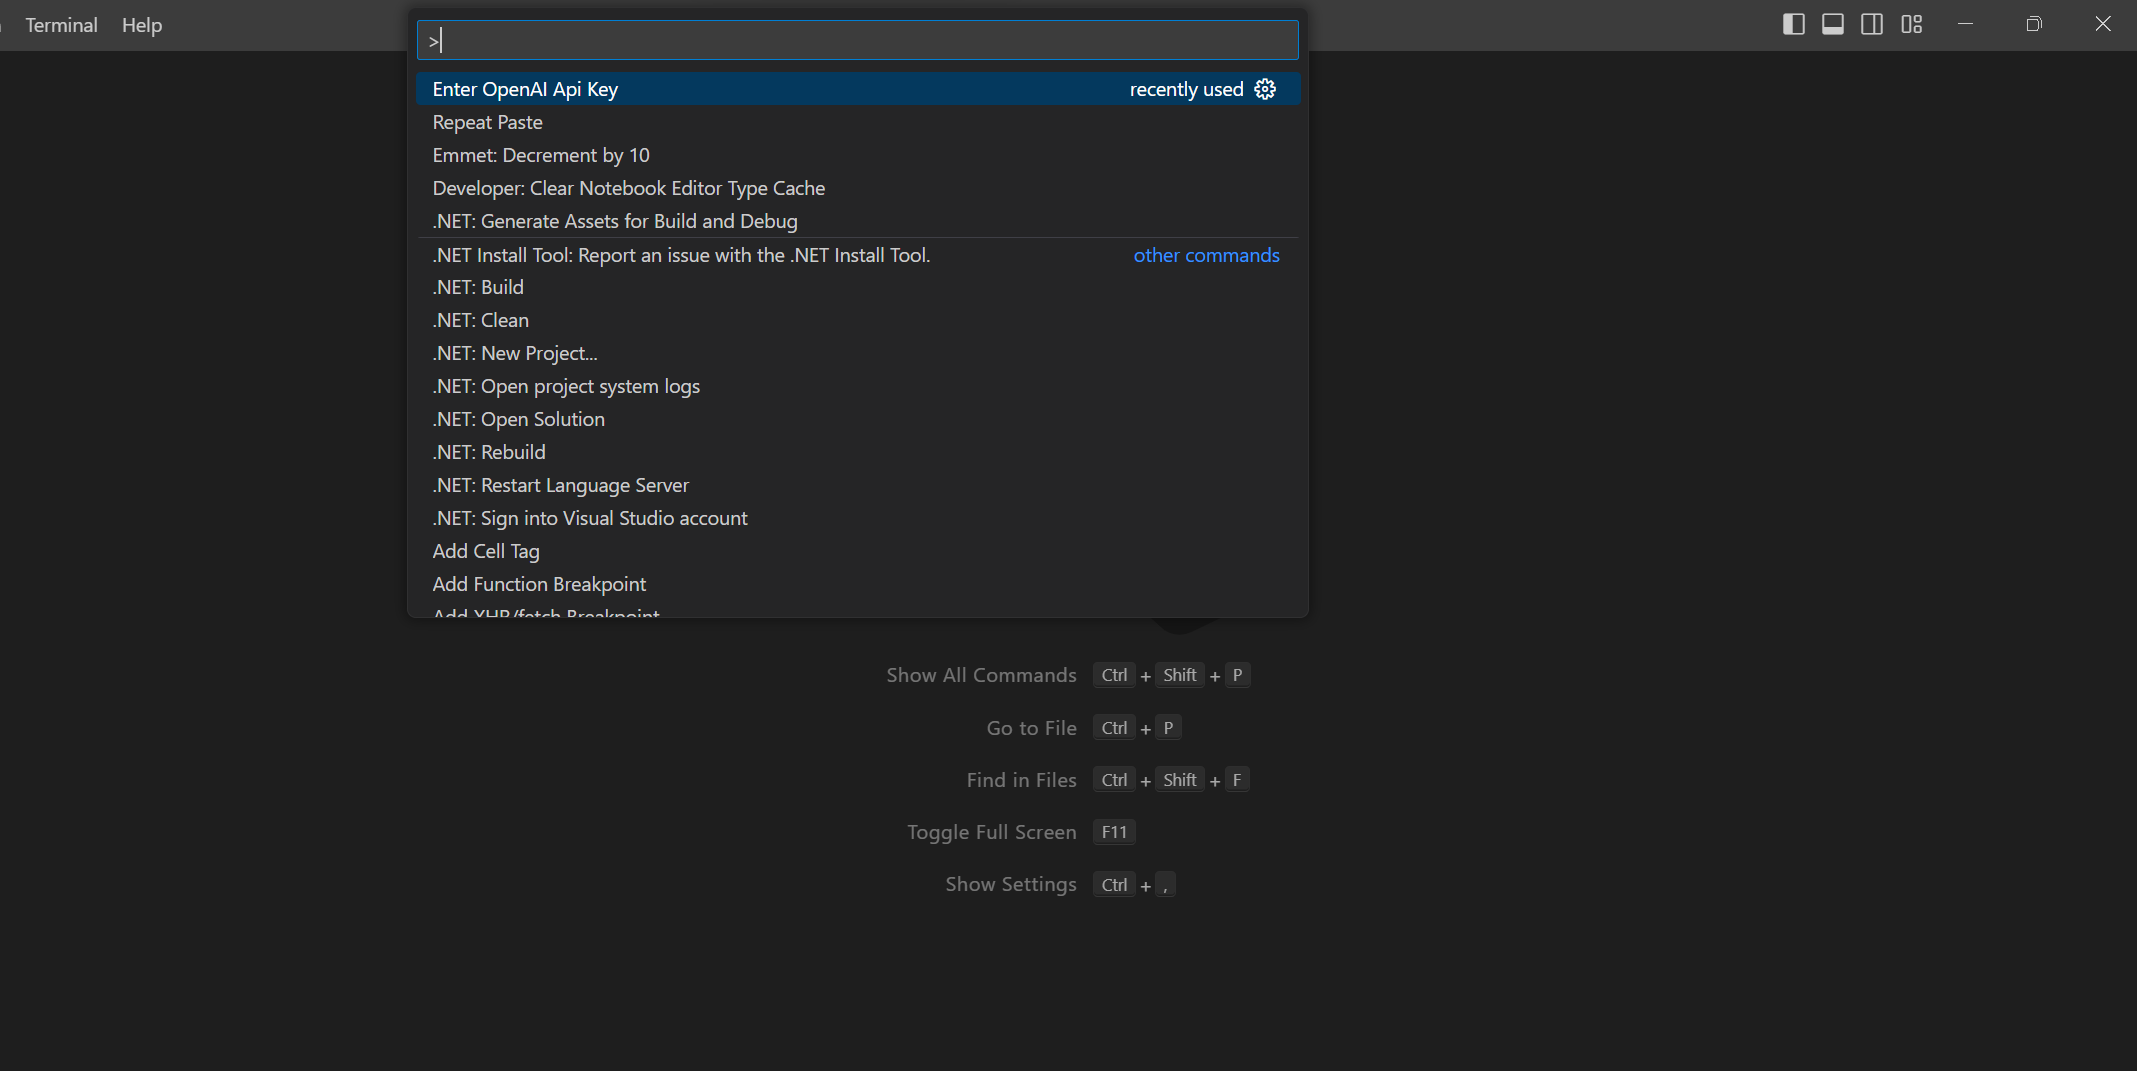 Terminal Help
>
Enter OpenAI Api Key recently used
Repeat Paste
Emmet: Decrement by 10
Developer: Clear Notebook Editor Type Cache
.NET: Generate Assets for Build and Debug
.NET Install Tool: Report an issue with the .NET Install Tool. other commands
.NET: Build
.NET: Clean
.NET: New Project...
.NET: Open project system logs
.NET: Open Solution
.NET: Rebuild
.NET: Restart Language Server
.NET: Sign into Visual Studio account
Add Cell Tag
Add Function Breakpoint
Add XHR/fetch Breakpoint
Show All Commands Ctrl + Shift + P
Go to File Ctrl + P
Find in Files Ctrl + Shift + F
Toggle Full Screen F11
Show Settings Ctrl + ,